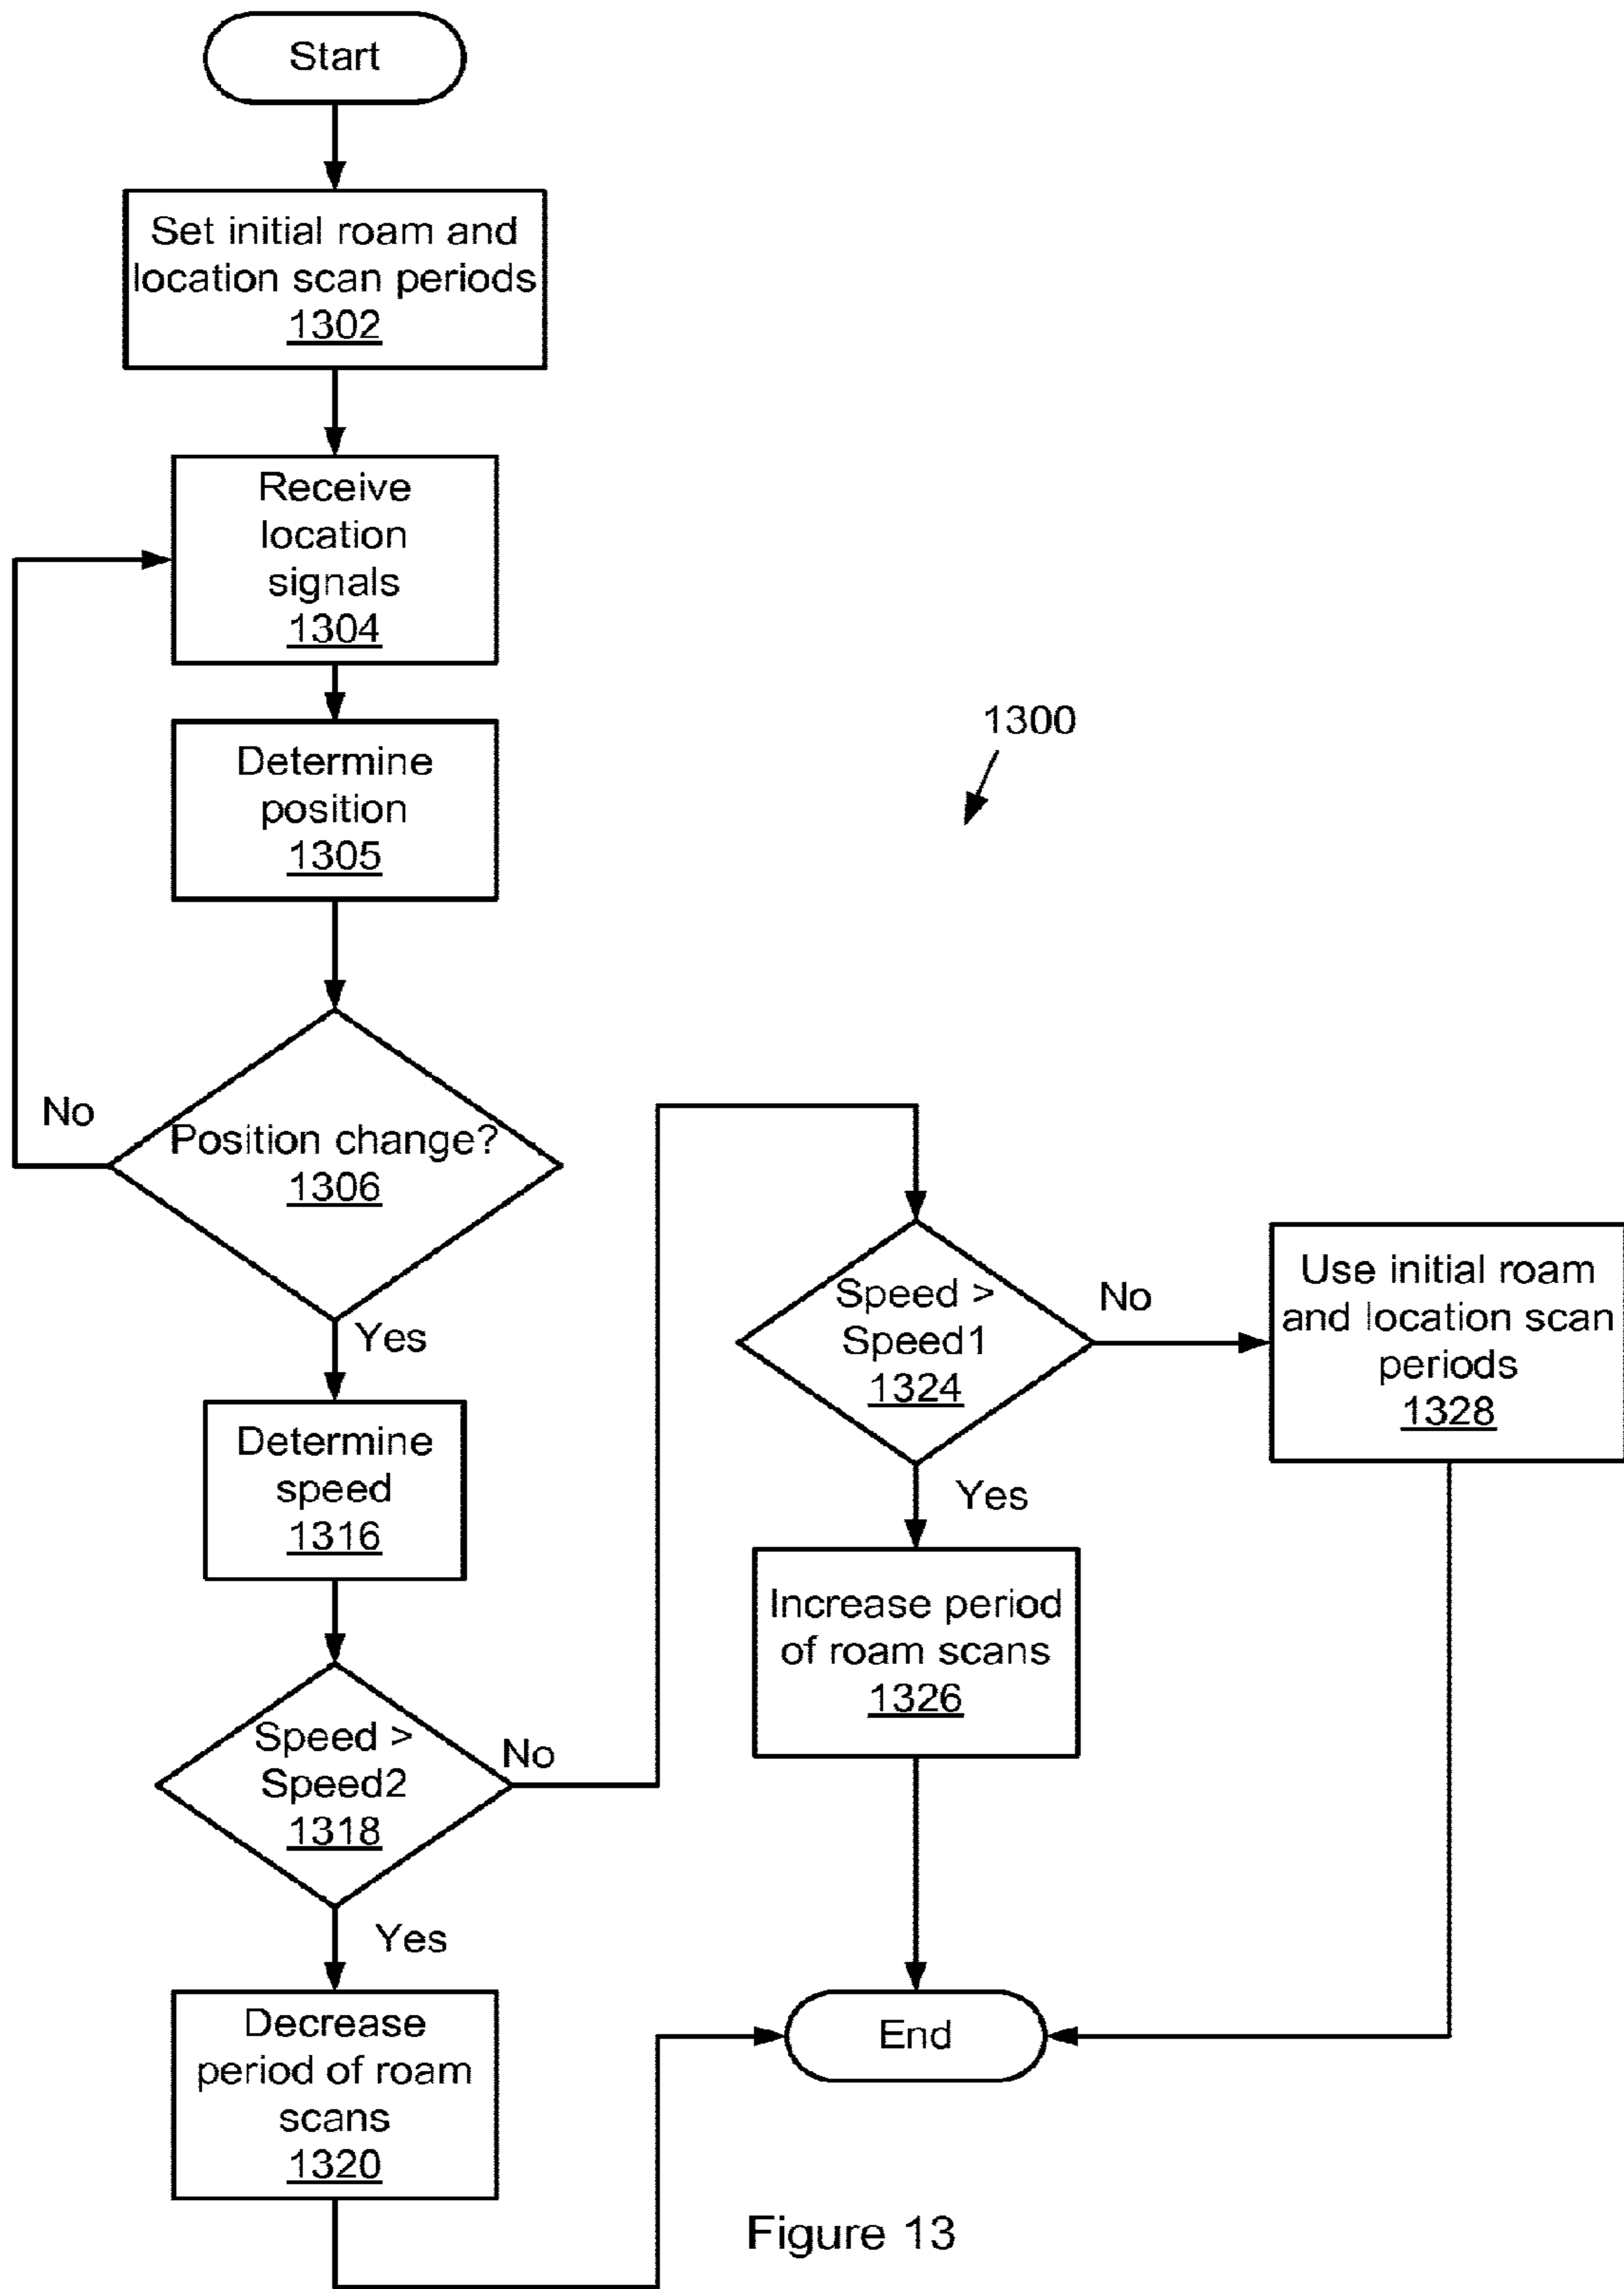 Start
Set initial roam and
location scan periods
1302
Receive
location
signals
1304
Determine
position
1305
1300
Position change?
1306
No
Yes
Determine
speed
1316
Speed >
Speed2
1318
No
Yes
Decrease
period of roam
scans
1320
Speed >
Speed1
1324
No
Yes
Use initial roam
and location scan
periods
1328
Increase period
of roam scans
1326
End
Figure 13